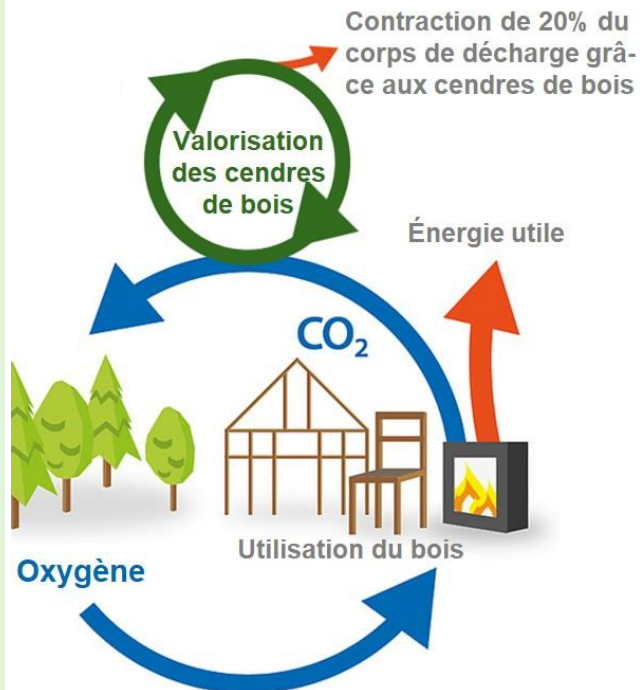 Contraction de 20% du
corps de décharge grâ-
ce aux cendres de bois
Valorisation
des cendres
de bois
Énergie utile
CO₂
Utilisation du bois
Oxygène